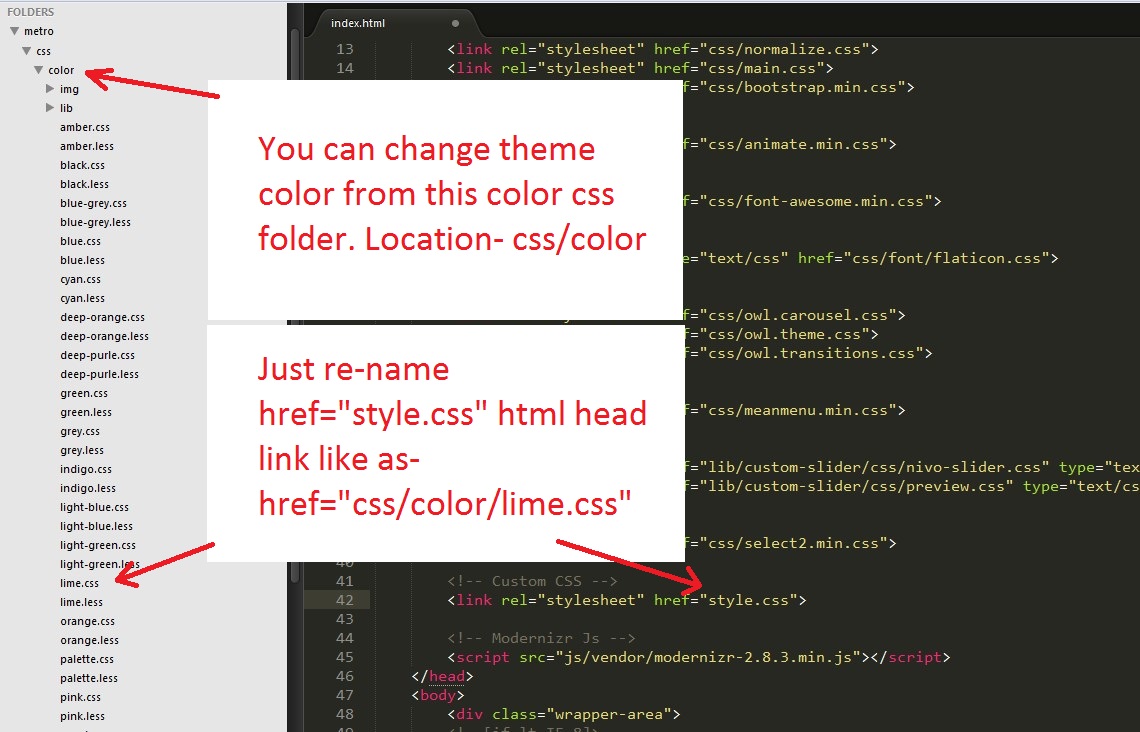 FOLDERS
metro
css
color
img
lib
amber.css
amber.less
black.css
black.less
blue-grey.css
blue-grey.less
blue.css
blue.less
cyan.css
cyan.less
deep-orange.css
deep-orange.less
deep-purle.css
deep-purle.less
green.css
green.less
grey.css
grey.less
indigo.css
indigo.less
light-blue.css
light-blue.less
light-green.css
light-green.less
lime.css
lime.less
orange.css
orange.less
palette.css
palette.less
pink.css
pink.less
You can change theme
color from this color css
folder. Location- css/color
Just re-name
href="style.css" html head
link like as-
href="css/color/lime.css"
index.html
13 <link rel="stylesheet" href="css/normalize.css">
14 <link rel="stylesheet" href="css/main.css">
f="css/bootstrap.min.css">
f="css/animate.min.css">
f="css/font-awesome.min.css">
e="text/css" href="css/font/flaticon.css">
f="css/owl.carousel.css">
f="css/owl.theme.css">
f="css/owl.transitions.css">
f="css/meanmenu.min.css">
f="lib/custom-slider/css/nivo-slider.css" type="tex
f="lib/custom-slider/css/preview.css" type="text/cs
f="css/select2.min.css">
40
41 <!-- Custom CSS -->
42 <link rel="stylesheet" href="style.css">
43
44 <!-- Modernizr Js -->
45 <script src="js/vendor/modernizr-2.8.3.min.js"></script>
46 </head>
47 <body>
48 <div class="wrapper-area">